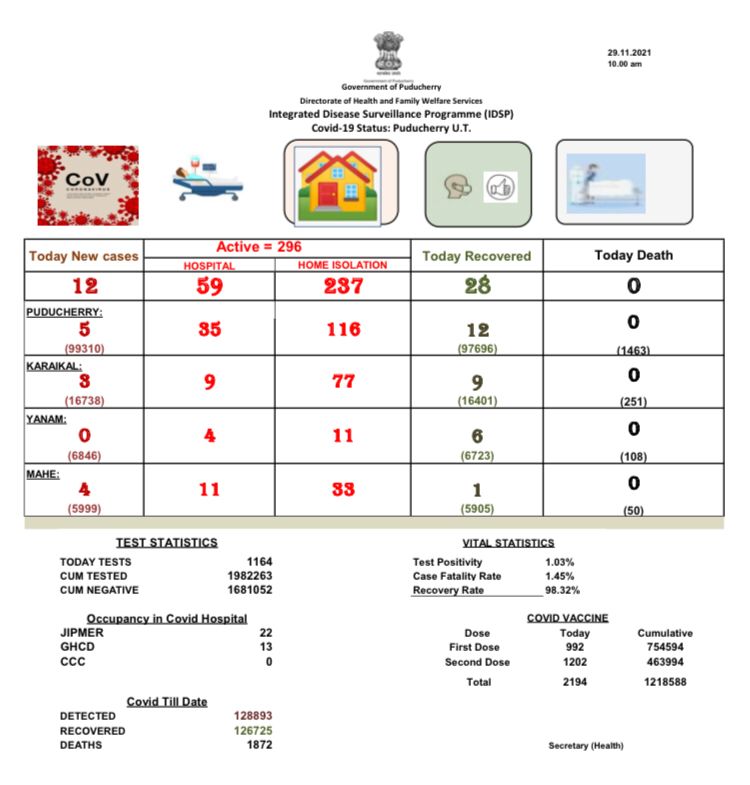 29.11.2021
10.00 am
Government of Puducherry
Government of Puducherry
Directorate of Health and Family Welfare Services
Integrated Disease Surveillance Programme (IDSP)
Covid-19 Status: Puducherry U.T.
CoV
CORONAVIRUS
Today New cases
Active = 296
HOSPITAL
HOME ISOLATION
Today Recovered
Today Death
12 59 237 28 0
PUDUCHERRY:
5 35 116 12 0
(99310) (97696) (1463)
KARAIKAL:
3 9 77 9 0
(16738) (16401) (251)
YANAM:
0 4 11 6 0
(6846) (6723) (108)
MAHE:
4 11 33 1 0
(5999) (5905) (50)
TEST STATISTICS
TODAY TESTS 1164
CUM TESTED 1982263
CUM NEGATIVE 1681052
VITAL STATISTICS
Test Positivity 1.03%
Case Fatality Rate 1.45%
Recovery Rate 98.32%
Occupancy in Covid Hospital
JIPMER 22
GHCD 13
CCC 0
COVID VACCINE
Dose Today Cumulative
First Dose 992 754594
Second Dose 1202 463994
Total 2194 1218588
Covid Till Date
DETECTED 128893
RECOVERED 126725
DEATHS 1872
Secretary (Health)